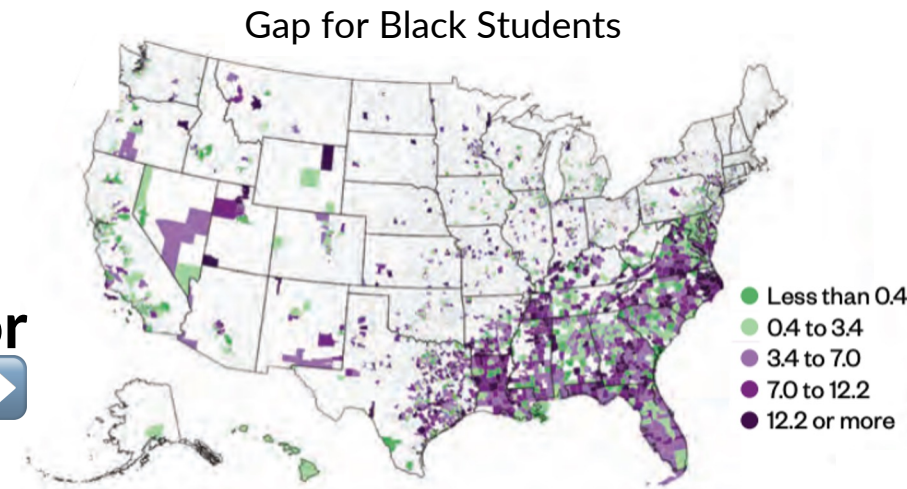 Gap for Black Students
or
Less than 0.4
0.4 to 3.4
3.4 to 7.0
7.0 to 12.2
12.2 or more